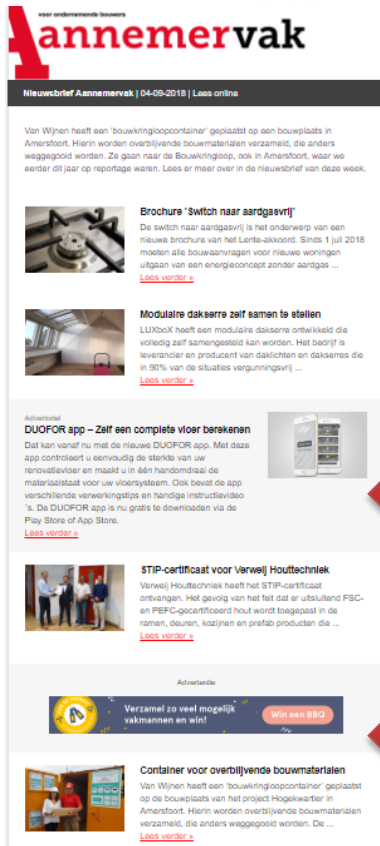 voor ondernemende bouwers
Aannemervak
Nieuwsbrief Aannemervak | 04-09-2018 | Lees online
Van Wijnen heeft een 'bouwkringloopcontainer' geplaatst op een bouwplaats in
Amersfoort. Hierin worden overblijvende bouwmaterialen verzameld, die anders
weggegooid worden. Ze gaan naar de Bouwkringloop, ook in Amersfoort, waar we
eerder dit jaar op reportage waren. Lees er meer over in de nieuwsbrief van deze week.
Brochure 'Switch naar aardgasvrij'
De switch naar aardgasvrij is het onderwerp van een
nieuwe brochure van het Lente-akkoord. Sinds 1 juli 2018
moeten alle bouwaanvragen voor nieuwe woningen
uitgaan van een energieconcept zonder aardgas ...
Lees verder »
Modulaire dakserre zelf samen te stellen
LUXboX heeft een modulaire dakserre ontwikkeld die
volledig zelf samengesteld kan worden. Het bedrijf is
leverancier en producent van daklichten en dakserres die
in 90% van de situaties vergunningsvrij ...
Lees verder »
Advertorial
DUOFOR app – Zelf een complete vloer berekenen
Dat kan vanaf nu met de nieuwe DUOFOR app. Met deze
app controleert u eenvoudig de sterkte van uw
renovatievloer en maakt u in één handomdraai de
materiaalstaat voor uw vloersysteem. Ook bevat de app
verschillende verwerkingstips en handige instructievideo
´s. De DUOFOR app is nu gratis te downloaden via de
Play Store of App Store.
Lees verder »
STIP-certificaat voor Verweij Houttechniek
Verweij Houttechniek heeft het STIP-certificaat
ontvangen. Het gevolg van het feit dat er uitsluitend FSC-
en PEFC-gecertificeerd hout wordt toegepast in de
ramen, deuren, kozijnen en prefab producten die ...
Lees verder »
Advertentie
Verzamel zo veel mogelijk
vakmannen en win!
Win een BBQ
Container voor overblijvende bouwmaterialen
Van Wijnen heeft een 'bouwkringloopcontainer' geplaatst
op de bouwplaats van het project Hogekwartier in
Amersfoort. Hierin worden overblijvende bouwmaterialen
verzameld, die anders weggegooid worden. De ...
Lees verder »